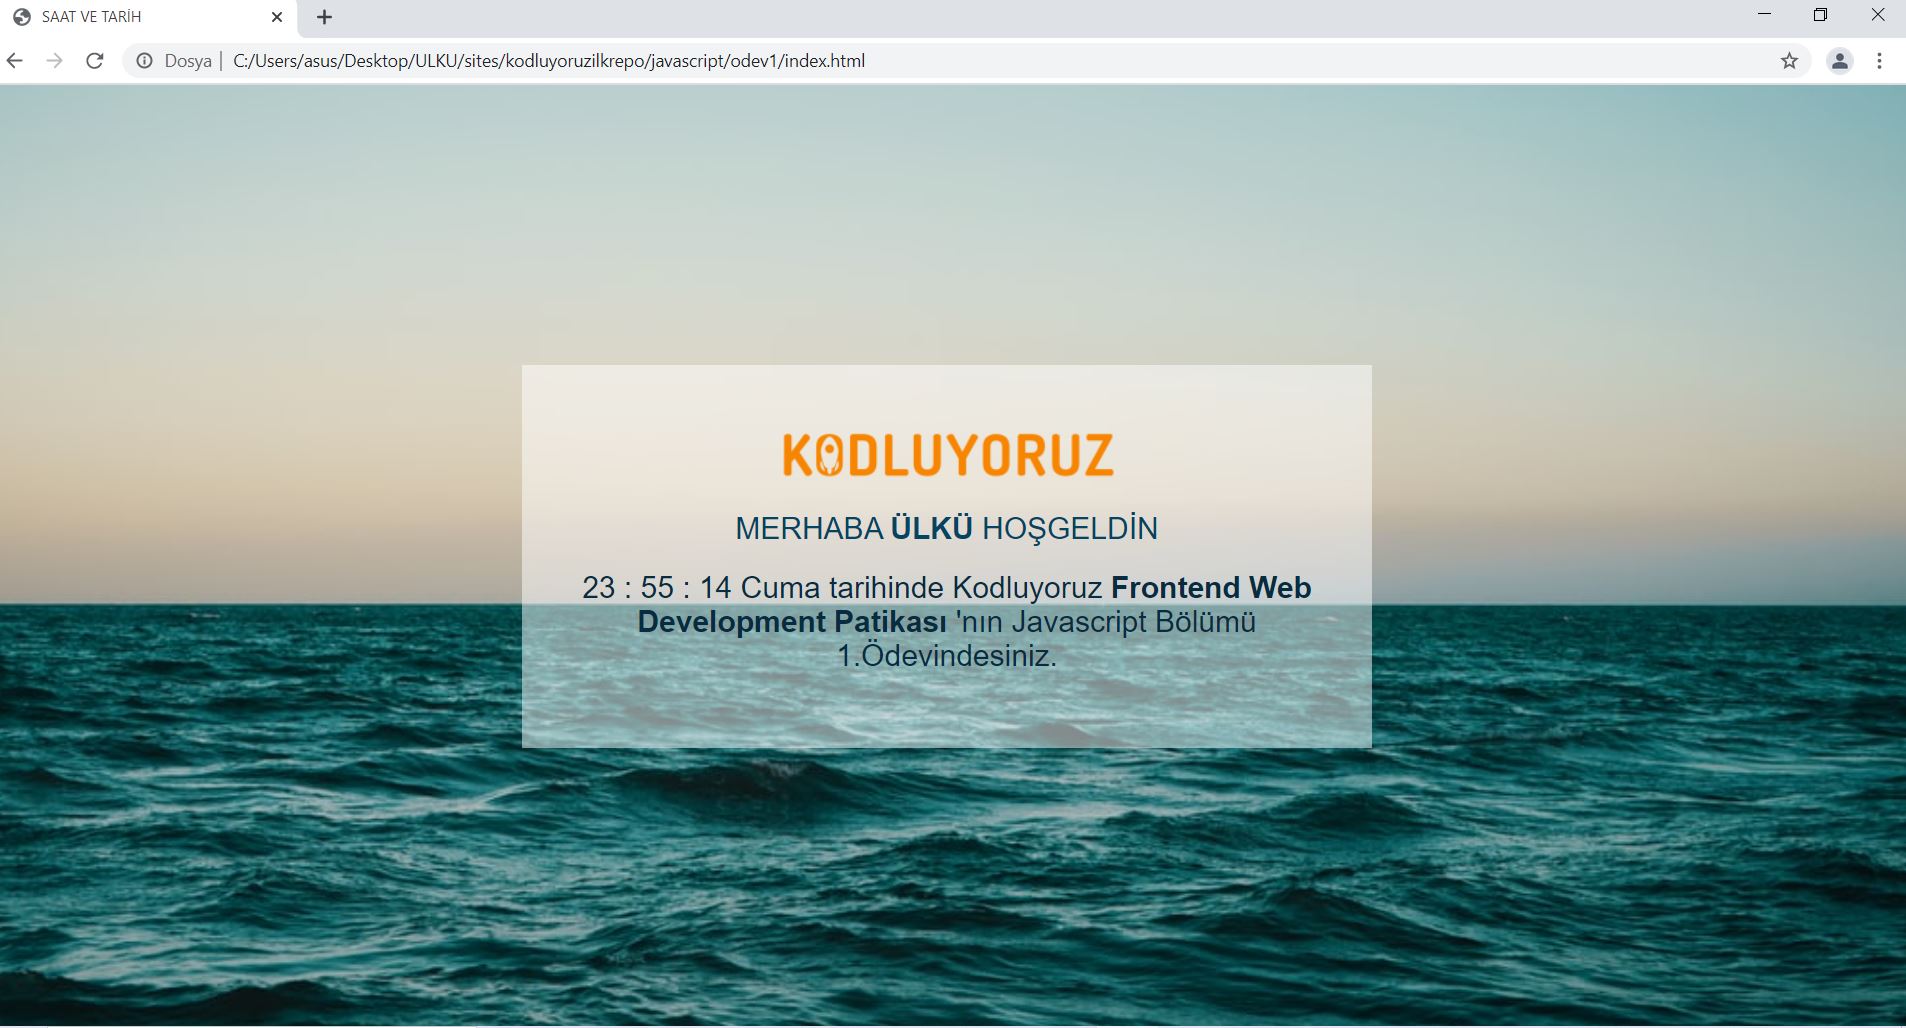 SAAT VE TARİH
Dosya | C:/Users/asus/Desktop/ULKU/sites/kodluyoruzilkrepo/javascript/odev1/index.html
KODLUYORUZ
MERHABA ÜLKÜ HOŞGELDİN
23 : 55 : 14 Cuma tarihinde Kodluyoruz Frontend Web
Development Patikası 'nın Javascript Bölümü
1.Ödevindesiniz.